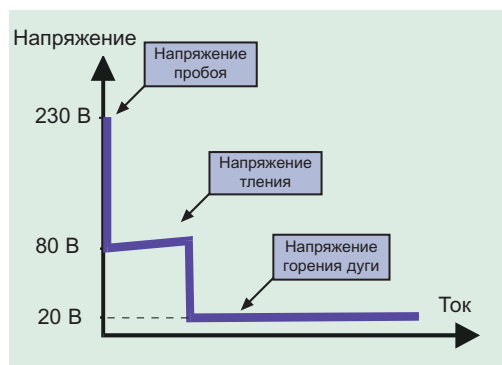 Напряжение
Напряжение
пробоя
230 В
Напряжение
тления
80 В
Напряжение
горения дуги
Ток
20 В